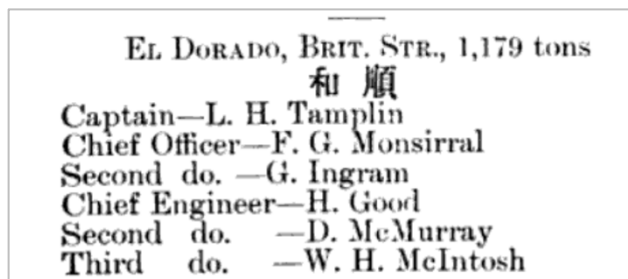 EL DORADO, BRIT. STR., 1,179 tons
和順
Captain—L. H. Tamplin
Chief Officer—F. G. Monsirral
Second do. —G. Ingram
Chief Engineer—H. Good
Second do. —D. McMurray
Third do. —W. H. McIntosh